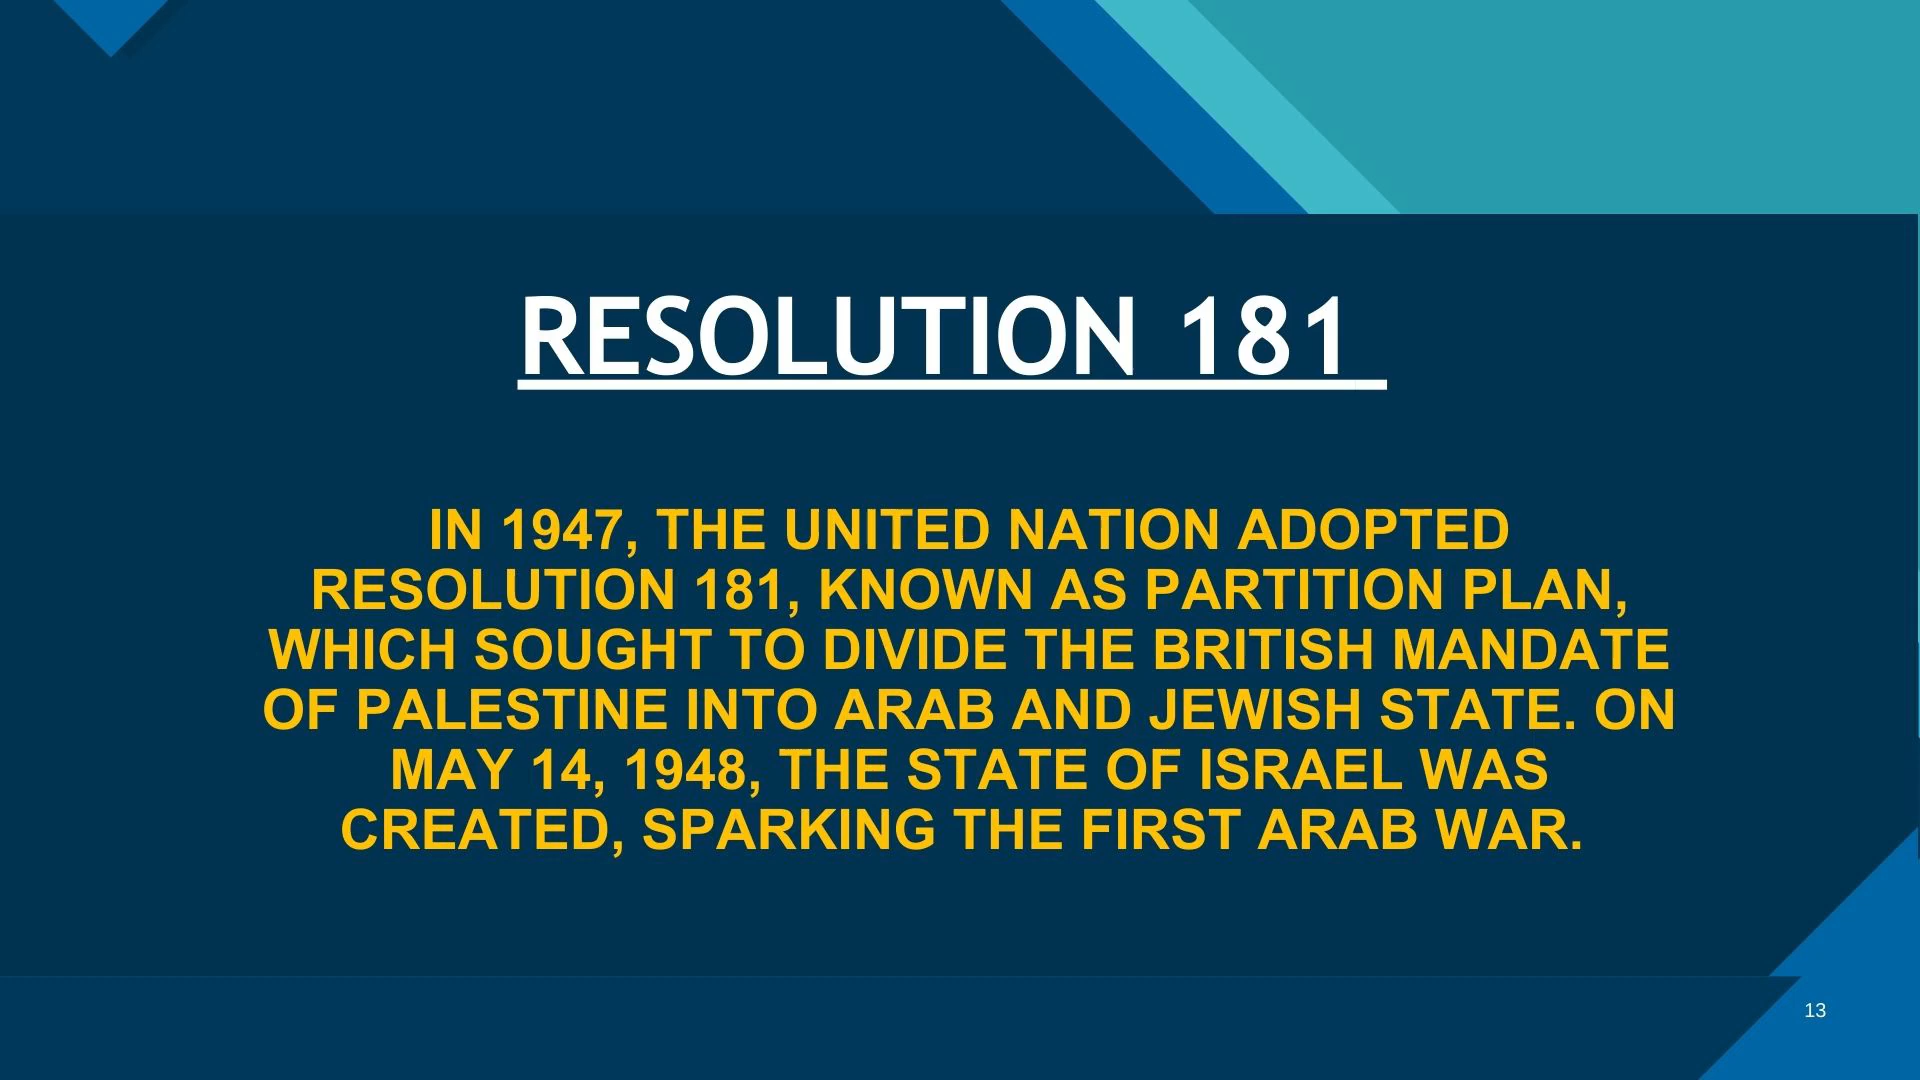 RESOLUTION 181
IN 1947, THE UNITED NATION ADOPTED
RESOLUTION 181, KNOWN AS PARTITION PLAN,
WHICH SOUGHT TO DIVIDE THE BRITISH MANDATE
OF PALESTINE INTO ARAB AND JEWISH STATE. ON
MAY 14, 1948, THE STATE OF ISRAEL WAS
CREATED, SPARKING THE FIRST ARAB WAR.
13